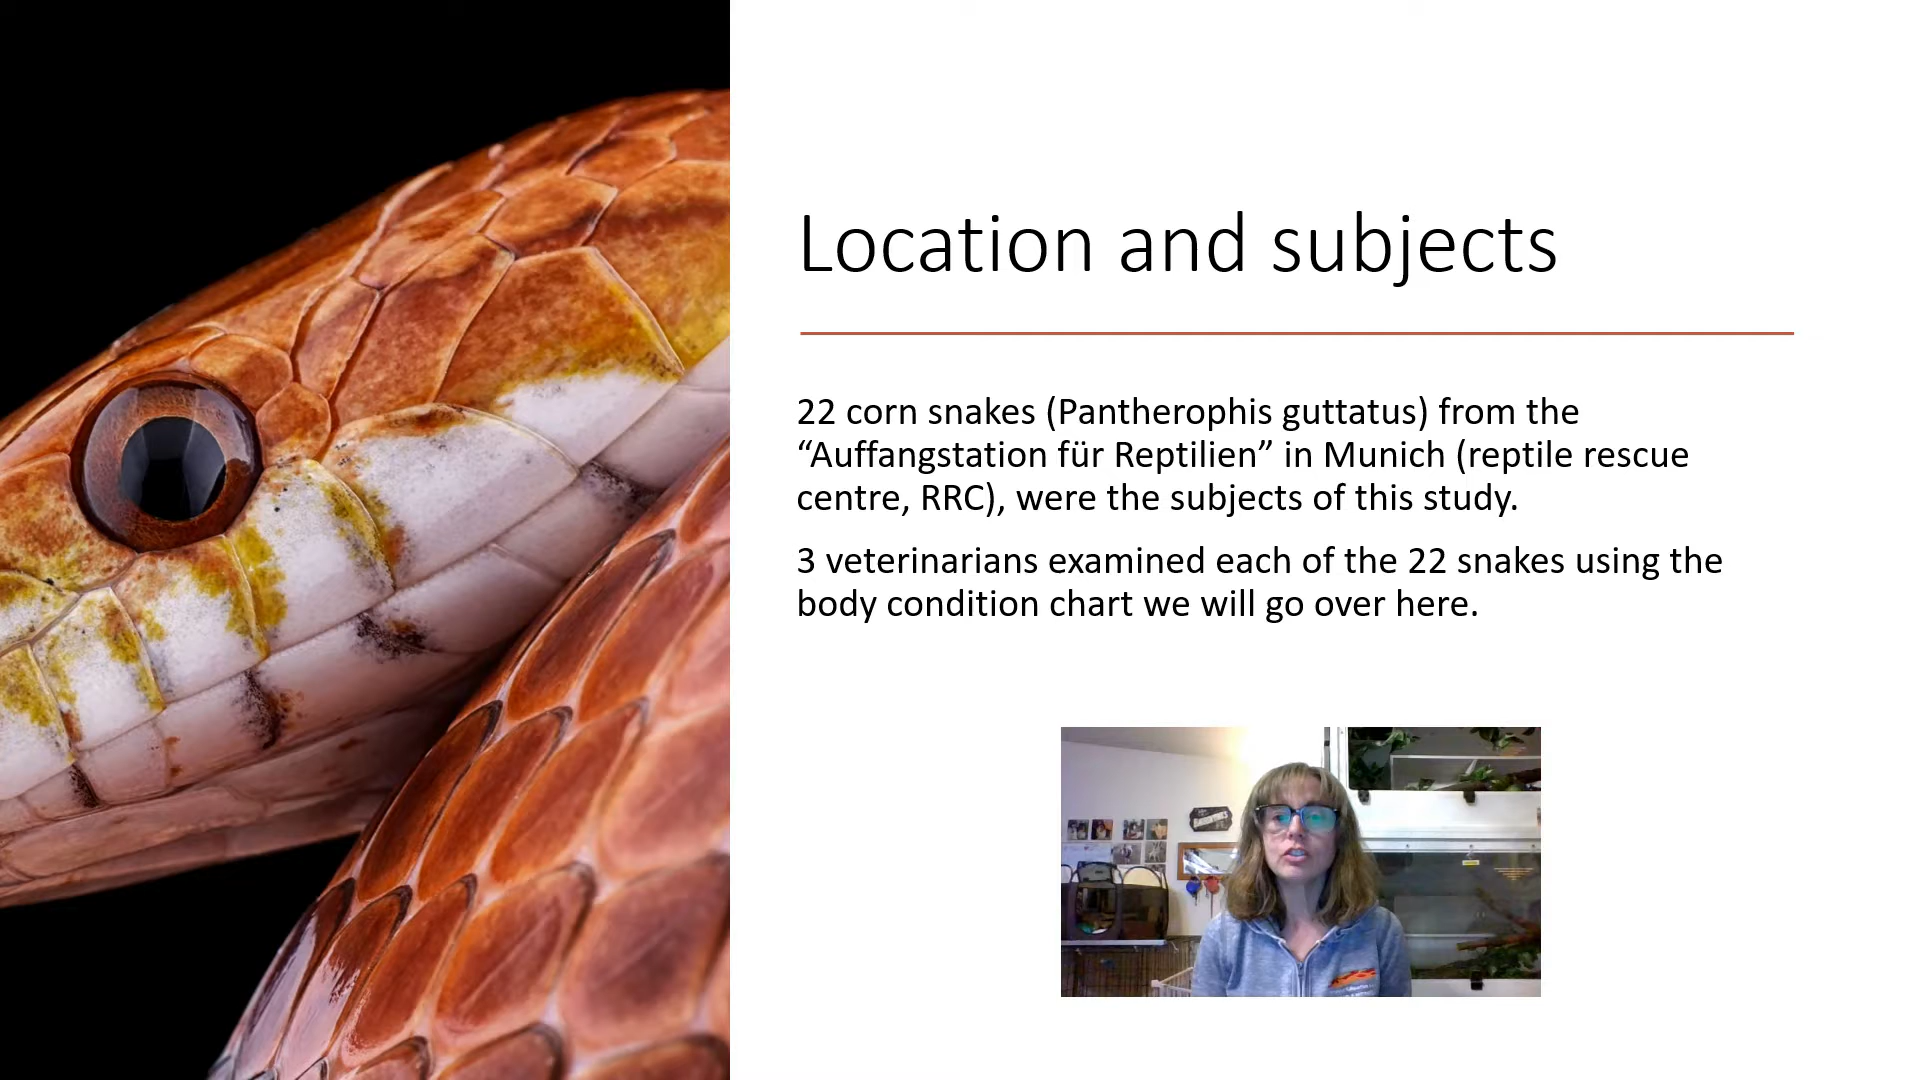 Location and subjects
22 corn snakes (Pantherophis guttatus) from the
“Auffangstation für Reptilien” in Munich (reptile rescue
centre, RRC), were the subjects of this study.
3 veterinarians examined each of the 22 snakes using the
body condition chart we will go over here.